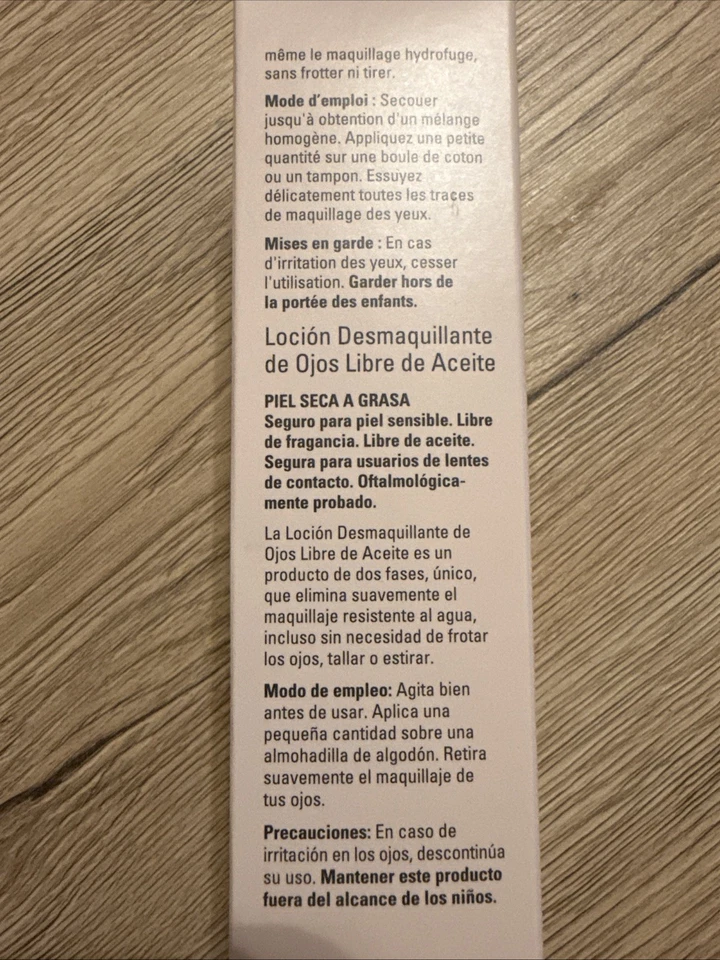 même le maquillage hydrofuge,
sans frotter ni tirer.
Mode d'emploi : Secouer
jusqu'à obtention d'un mélange
homogène. Appliquez une petite
quantité sur une boule de coton
ou un tampon. Essuyez
délicatement toutes les traces
de maquillage des yeux.
Mises en garde : En cas
d'irritation des yeux, cesser
l'utilisation. Garder hors de
la portée des enfants.
Loción Desmaquillante
de Ojos Libre de Aceite
PIEL SECA A GRASA
Seguro para piel sensible. Libre
de fragancia. Libre de aceite.
Segura para usuarios de lentes
de contacto. Oftalmológica-
mente probado.
La Loción Desmaquillante de
Ojos Libre de Aceite es un
producto de dos fases, único,
que elimina suavemente el
maquillaje resistente al agua,
incluso sin necesidad de frotar
los ojos, tallar o estirar.
Modo de empleo: Agita bien
antes de usar. Aplica una
pequeña cantidad sobre una
almohadilla de algodón. Retira
suavemente el maquillaje de
tus ojos.
Precauciones: En caso de
irritación en los ojos, descontinúa
su uso. Mantener este producto
fuera del alcance de los niños.